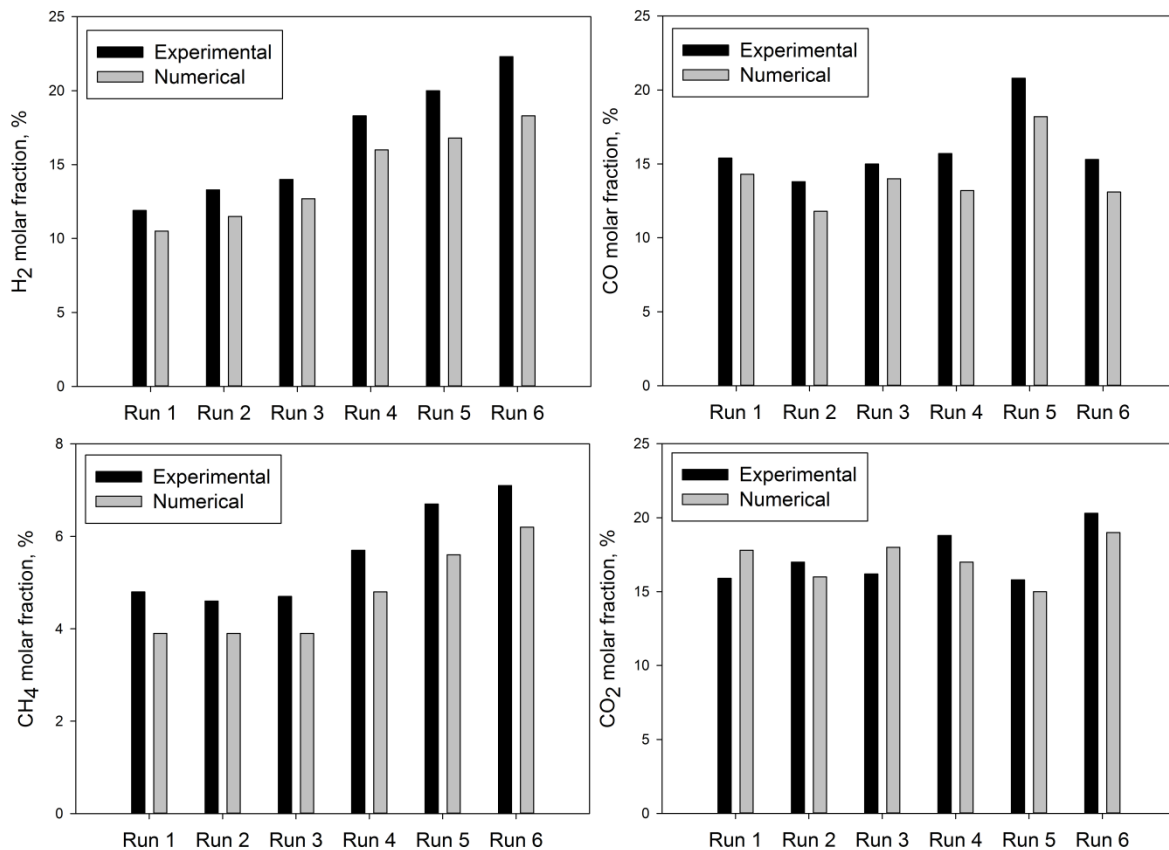 25
20
15
10
5
0
H2 molar fraction, %
Experimental
Numerical
Run 1 Run 2 Run 3 Run 4 Run 5 Run 6
25
20
15
10
5
0
CO molar fraction, %
Experimental
Numerical
Run 1 Run 2 Run 3 Run 4 Run 5 Run 6
8
6
4
2
0
CH4 molar fraction, %
Experimental
Numerical
Run 1 Run 2 Run 3 Run 4 Run 5 Run 6
25
20
15
10
5
0
CO2 molar fraction, %
Experimental
Numerical
Run 1 Run 2 Run 3 Run 4 Run 5 Run 6